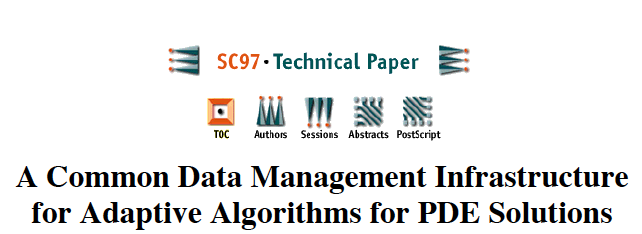 SC97 · Technical Paper
TOC Authors Sessions Abstracts PostScript
A Common Data Management Infrastructure
for Adaptive Algorithms for PDE Solutions